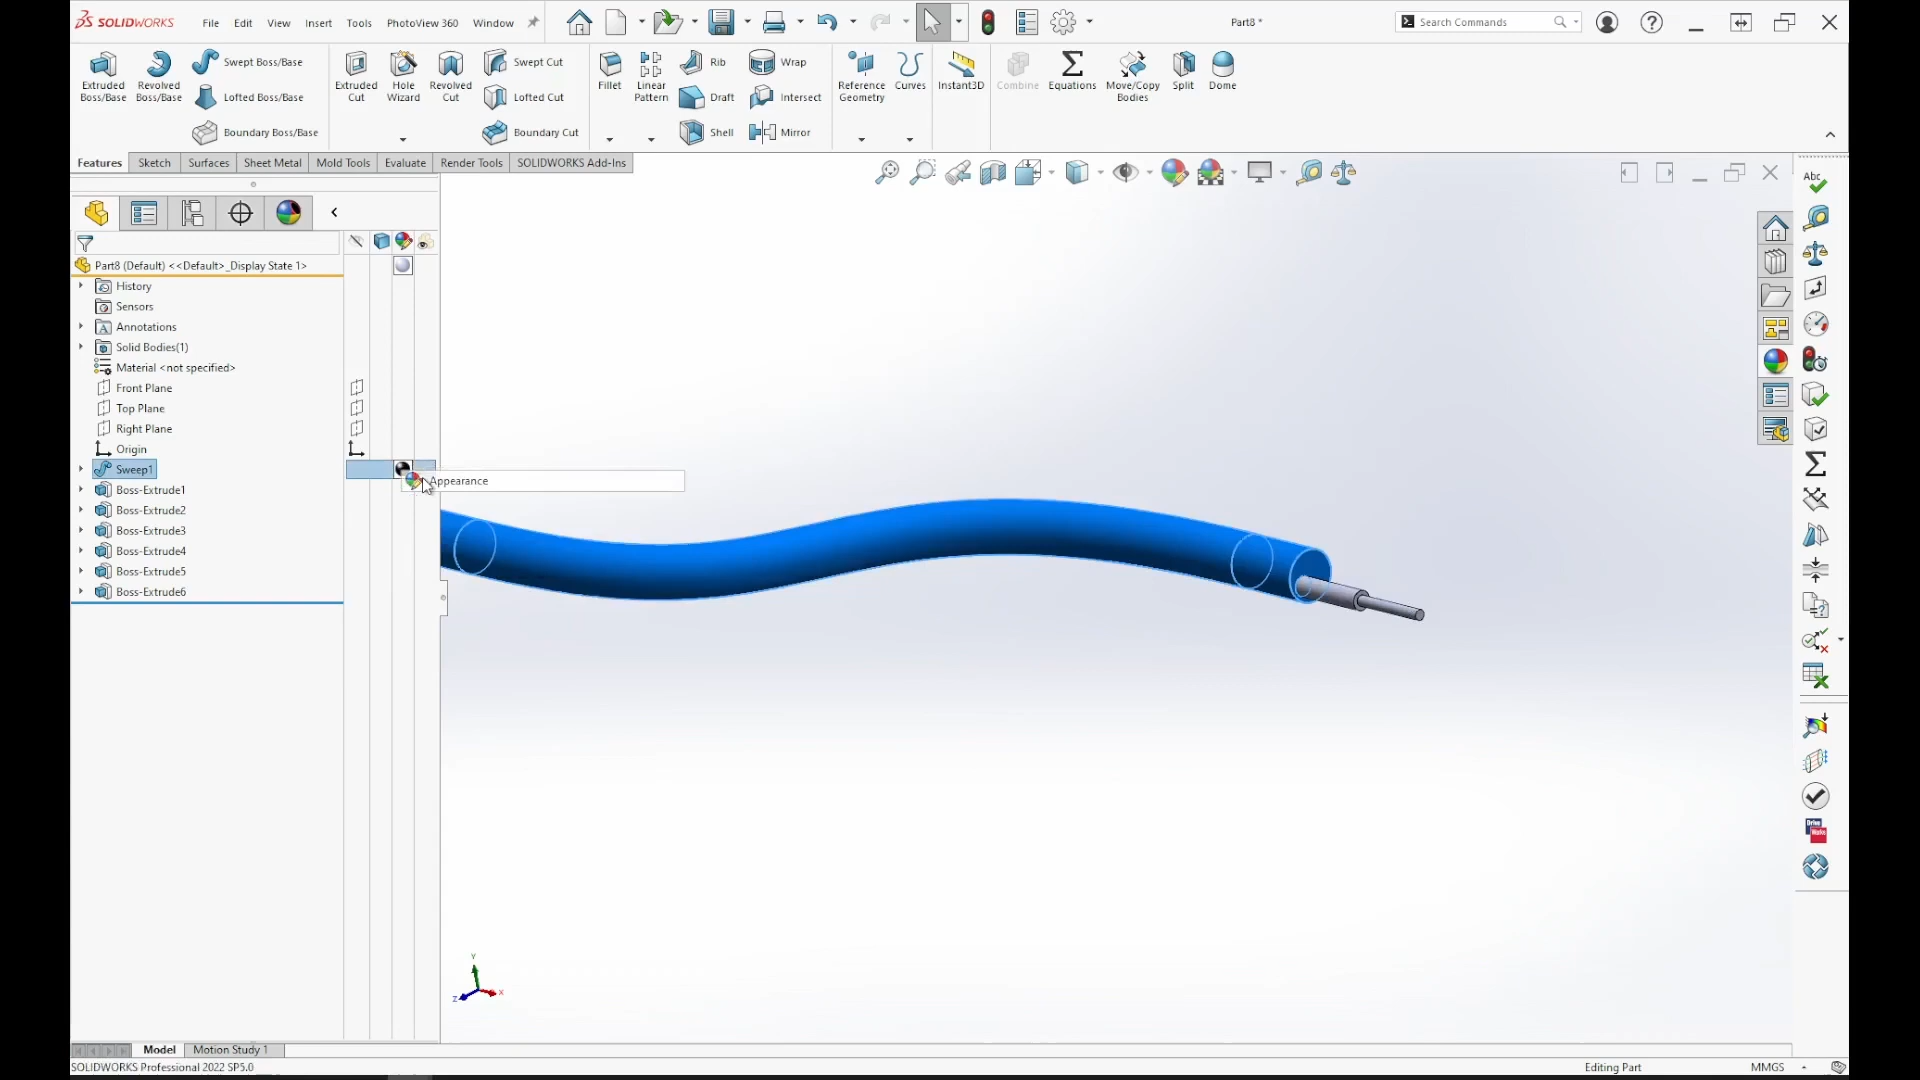 SOLIDWORKS File Edit View Insert Tools PhotoView 360 Window Part8 * Search Commands
Extruded Boss/Base Revolved Boss/Base Swept Boss/Base Lofted Boss/Base Boundary Boss/Base
Extruded Cut Hole Wizard Revolved Cut Swept Cut Lofted Cut Boundary Cut
Fillet Linear Pattern Rib Draft Shell Wrap Intersect Mirror
Reference Geometry Curves Instant3D Combine Equations Move/Copy Bodies Split Dome
Features Sketch Surfaces Sheet Metal Mold Tools Evaluate Render Tools SOLIDWORKS Add-Ins
Abc
Part8 (Default) <<Default>_Display State 1>
History
Sensors
A Annotations
Solid Bodies(1)
Material <not specified>
Front Plane
Top Plane
Right Plane
Origin
Sweep1
Appearance
Boss-Extrude1
Boss-Extrude2
Boss-Extrude3
Boss-Extrude4
Boss-Extrude5
Boss-Extrude6
Drive Works
Y
Z X
Model Motion Study 1
SOLIDWORKS Professional 2022 SP5.0 Editing Part MMGS